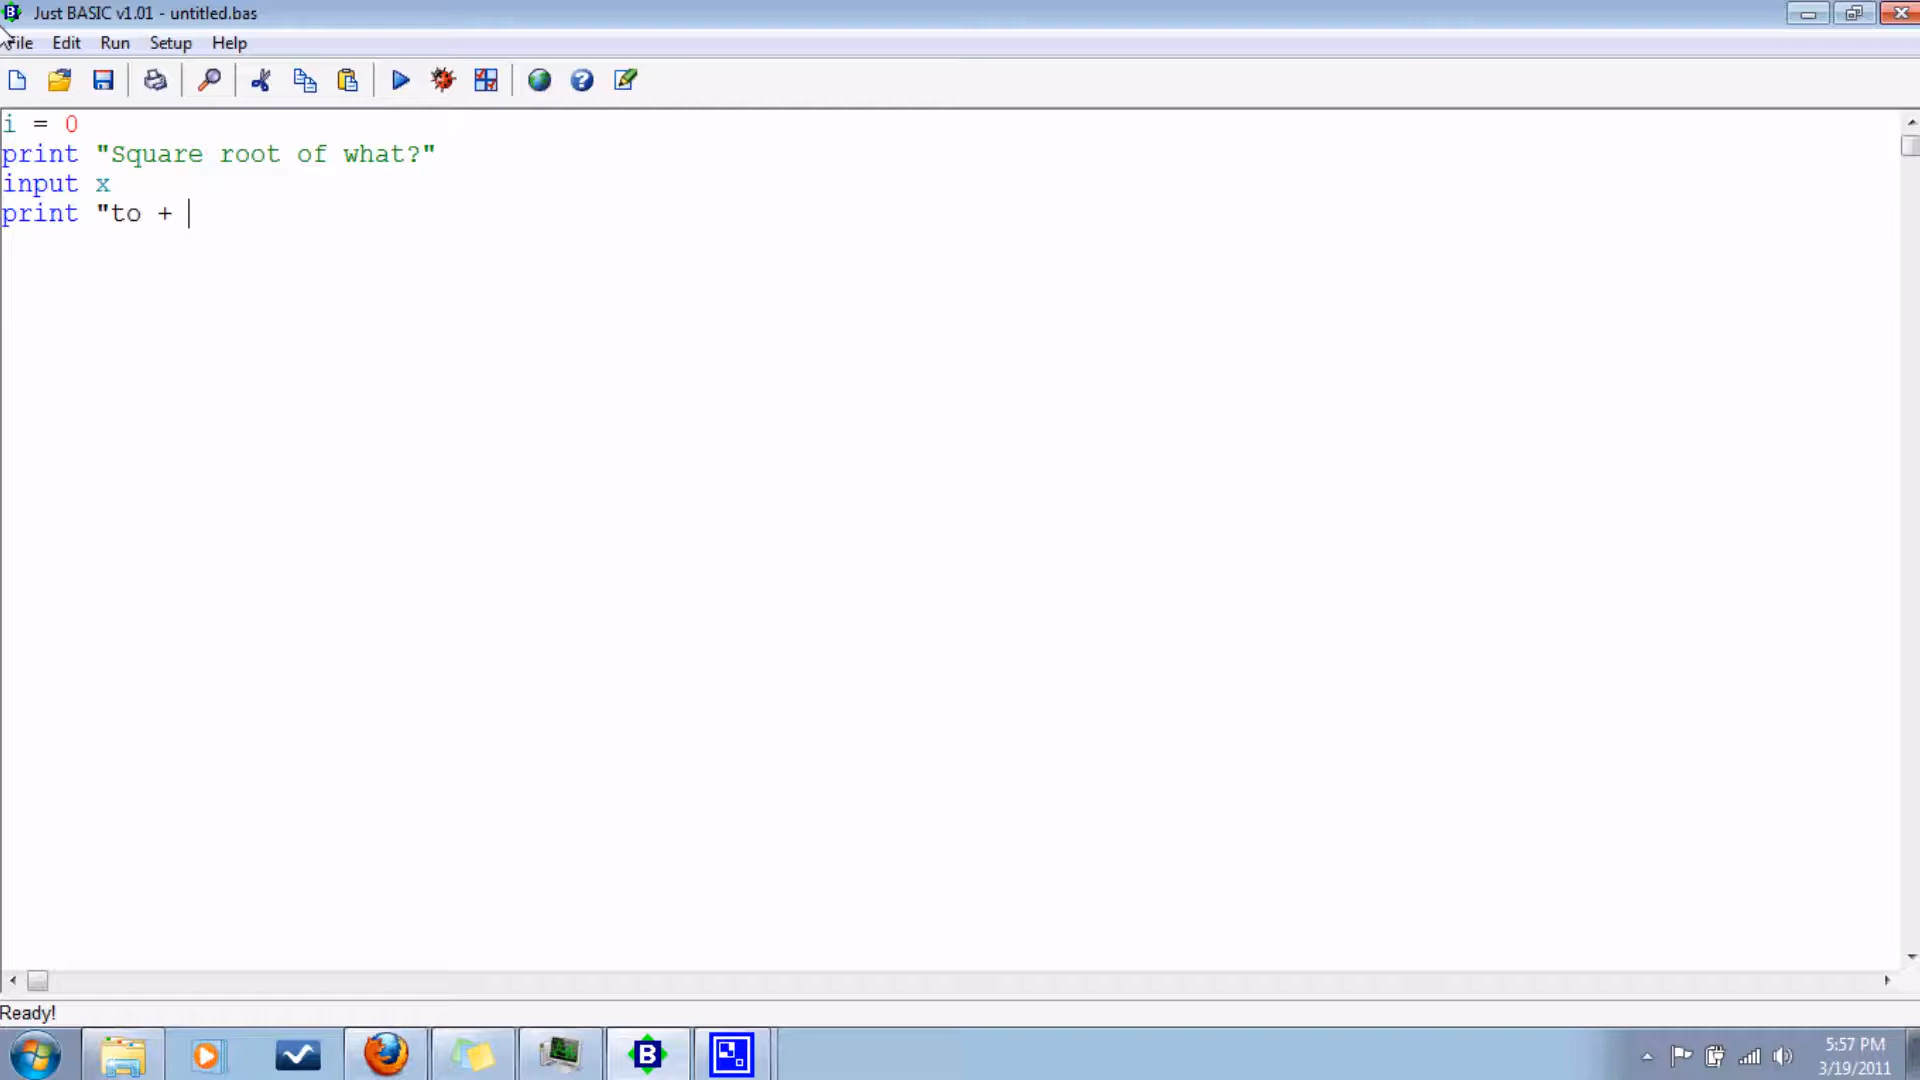 Just BASIC v1.01 - untitled.bas
File Edit Run Setup Help
i = 0
print "Square root of what?"
input x
print "to +
Ready!
5:57 PM
3/19/2011